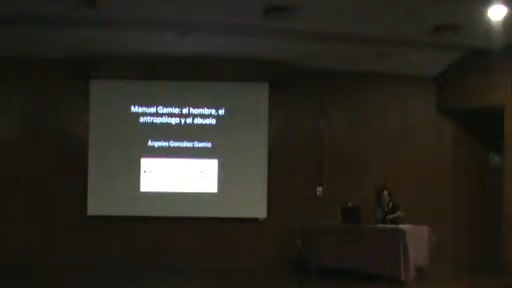 Manuel Gamio: el hombre, el
antropólogo y el abuelo
Ángeles González Gamio